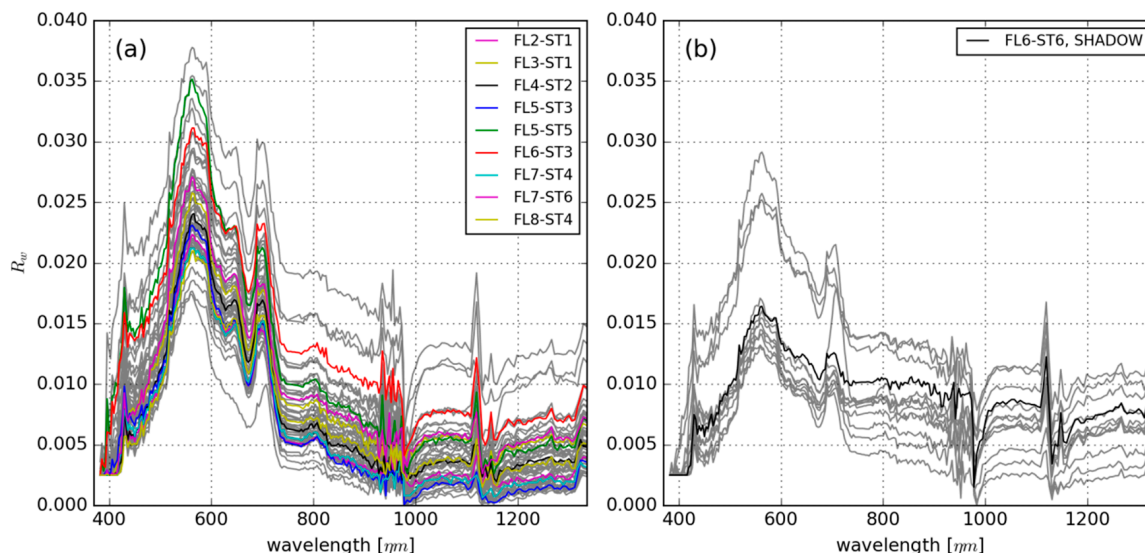 (a)
FL2-ST1
FL3-ST1
FL4-ST2
FL5-ST3
FL5-ST5
FL6-ST3
FL7-ST4
FL7-ST6
FL8-ST4
0.040
0.035
0.030
0.025
0.020
0.015
0.010
0.005
0.000
R_w
400 600 800 1000 1200
wavelength [ηm]
(b)
FL6-ST6, SHADOW
0.040
0.035
0.030
0.025
0.020
0.015
0.010
0.005
0.000
400 600 800 1000 1200
wavelength [ηm]